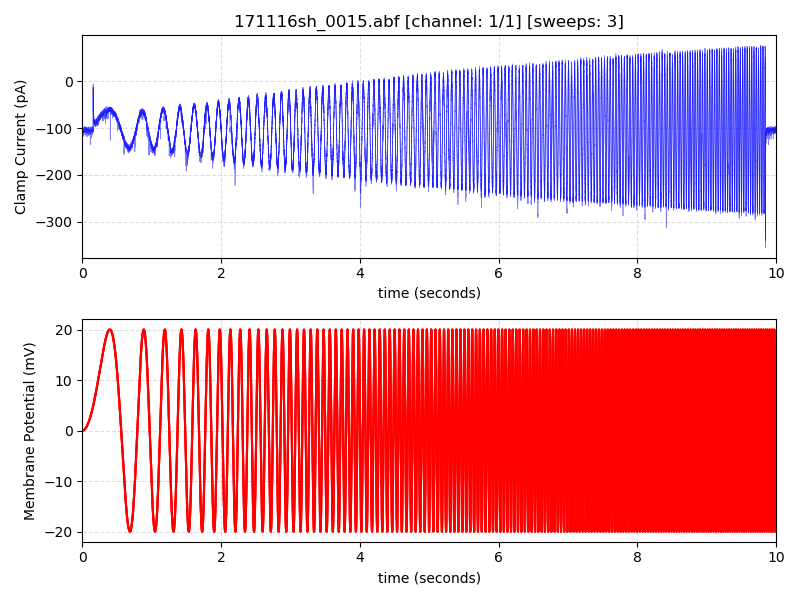 171116sh_0015.abf [channel: 1/1] [sweeps: 3]
Clamp Current (pA)
0
−100
−200
−300
0 2 4 6 8 10
time (seconds)
Membrane Potential (mV)
20
10
0
−10
−20
0 2 4 6 8 10
time (seconds)